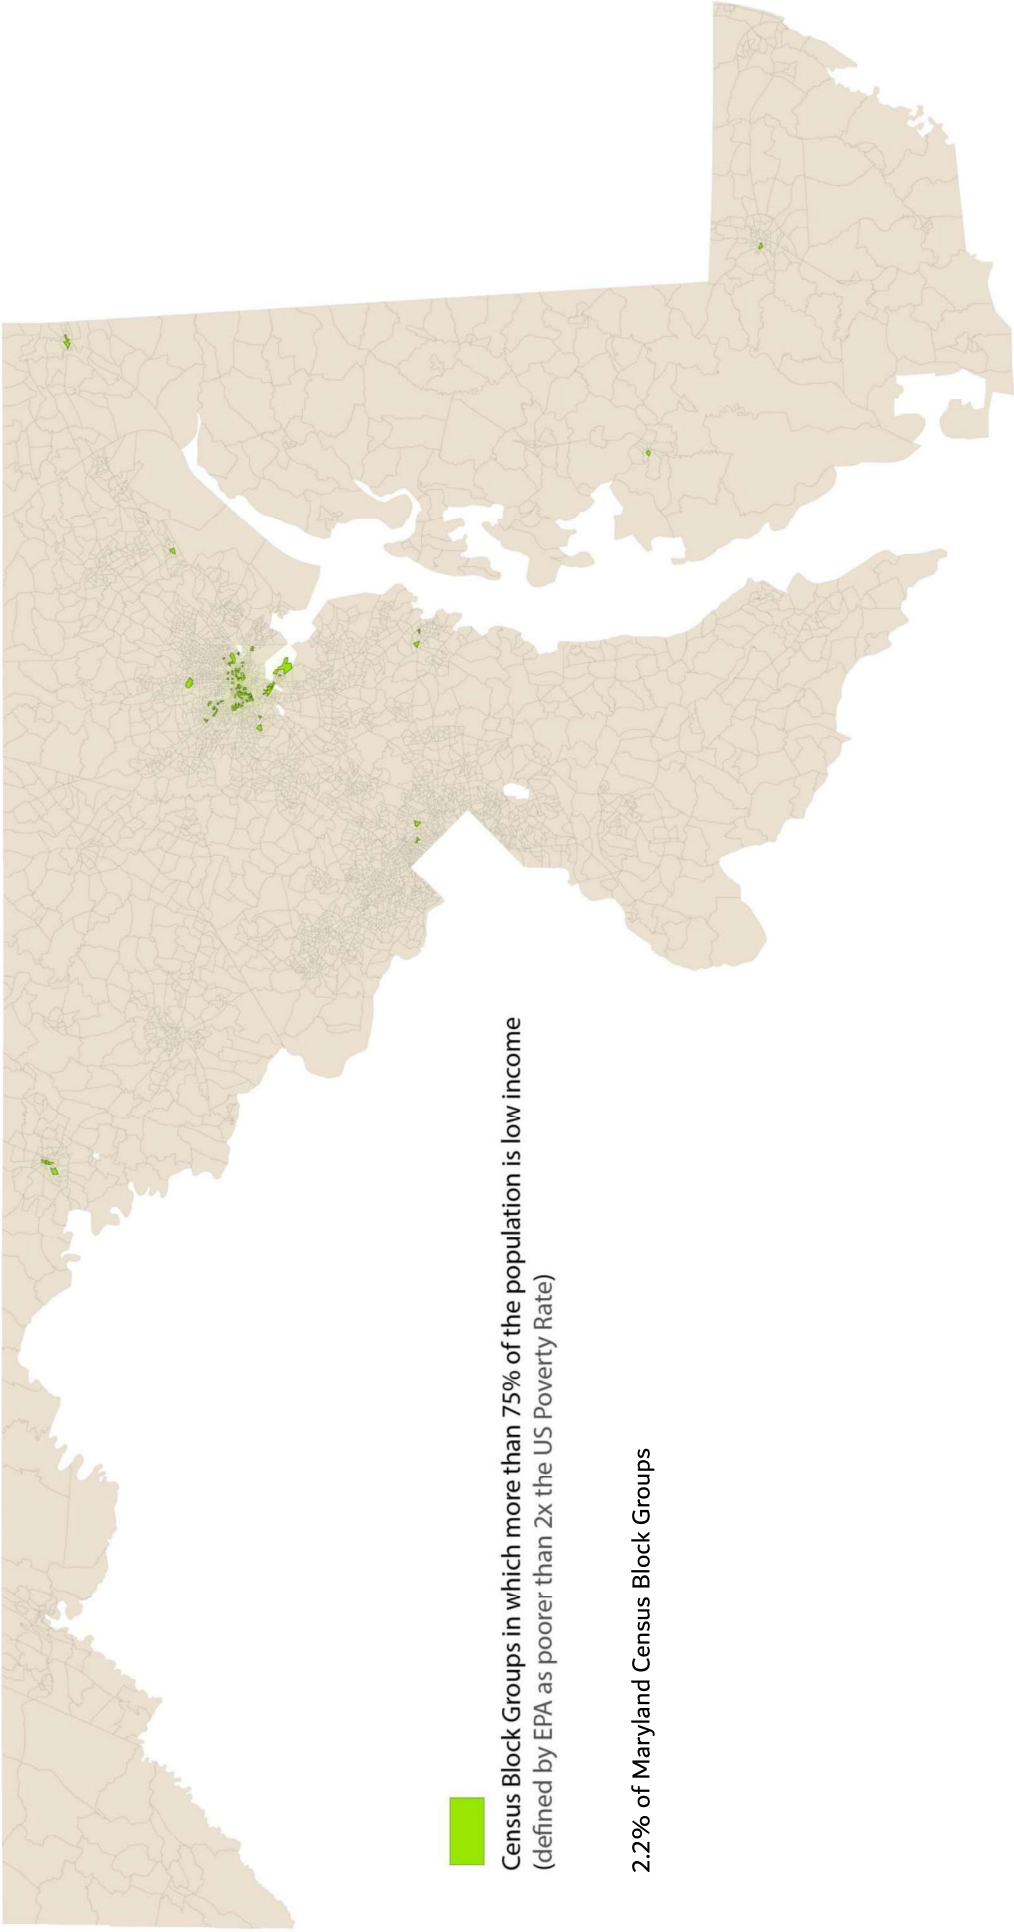 Census Block Groups in which more than 75% of the population is low income
(defined by EPA as poorer than 2x the US Poverty Rate)
2.2% of Maryland Census Block Groups